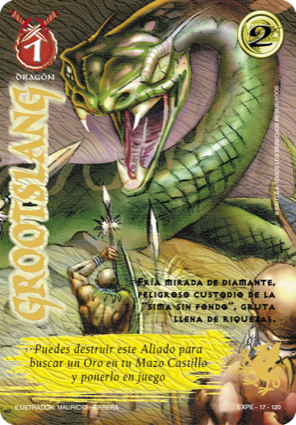 1
2
DRAGÓN
GROOTSLANG
FRÍA MIRADA DE DIAMANTE,
PELIGROSO CUSTODIO DE LA
"SIMA SIN FONDO", GRUTA
LLENA DE RIQUEZAS.
Puedes destruir este Aliado para
buscar un Oro en tu Mazo Castillo
y ponerlo en juego
ILUSTRADOR: MAURICIO HERRERA
EXPE - 17 - 120